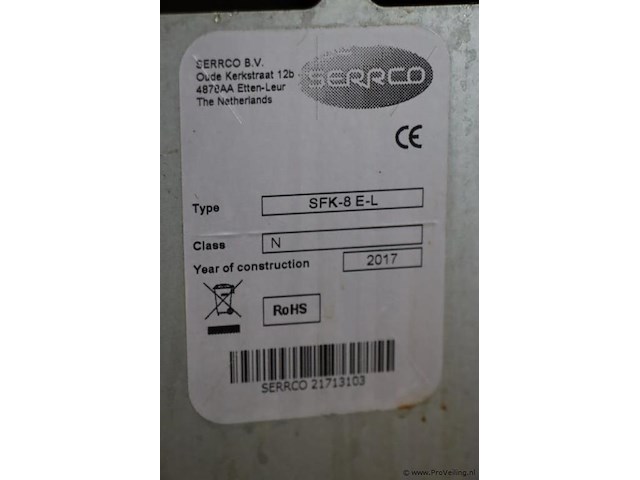 SERRCO B.V.
Oude Kerkstraat 12b
4870AA Etten-Leur
The Netherlands
SERRCO
CE
Type SFK-8 E-L
Class N
Year of construction 2017
RoHS
SERRCO 21713103
© www.ProVeiling.nl